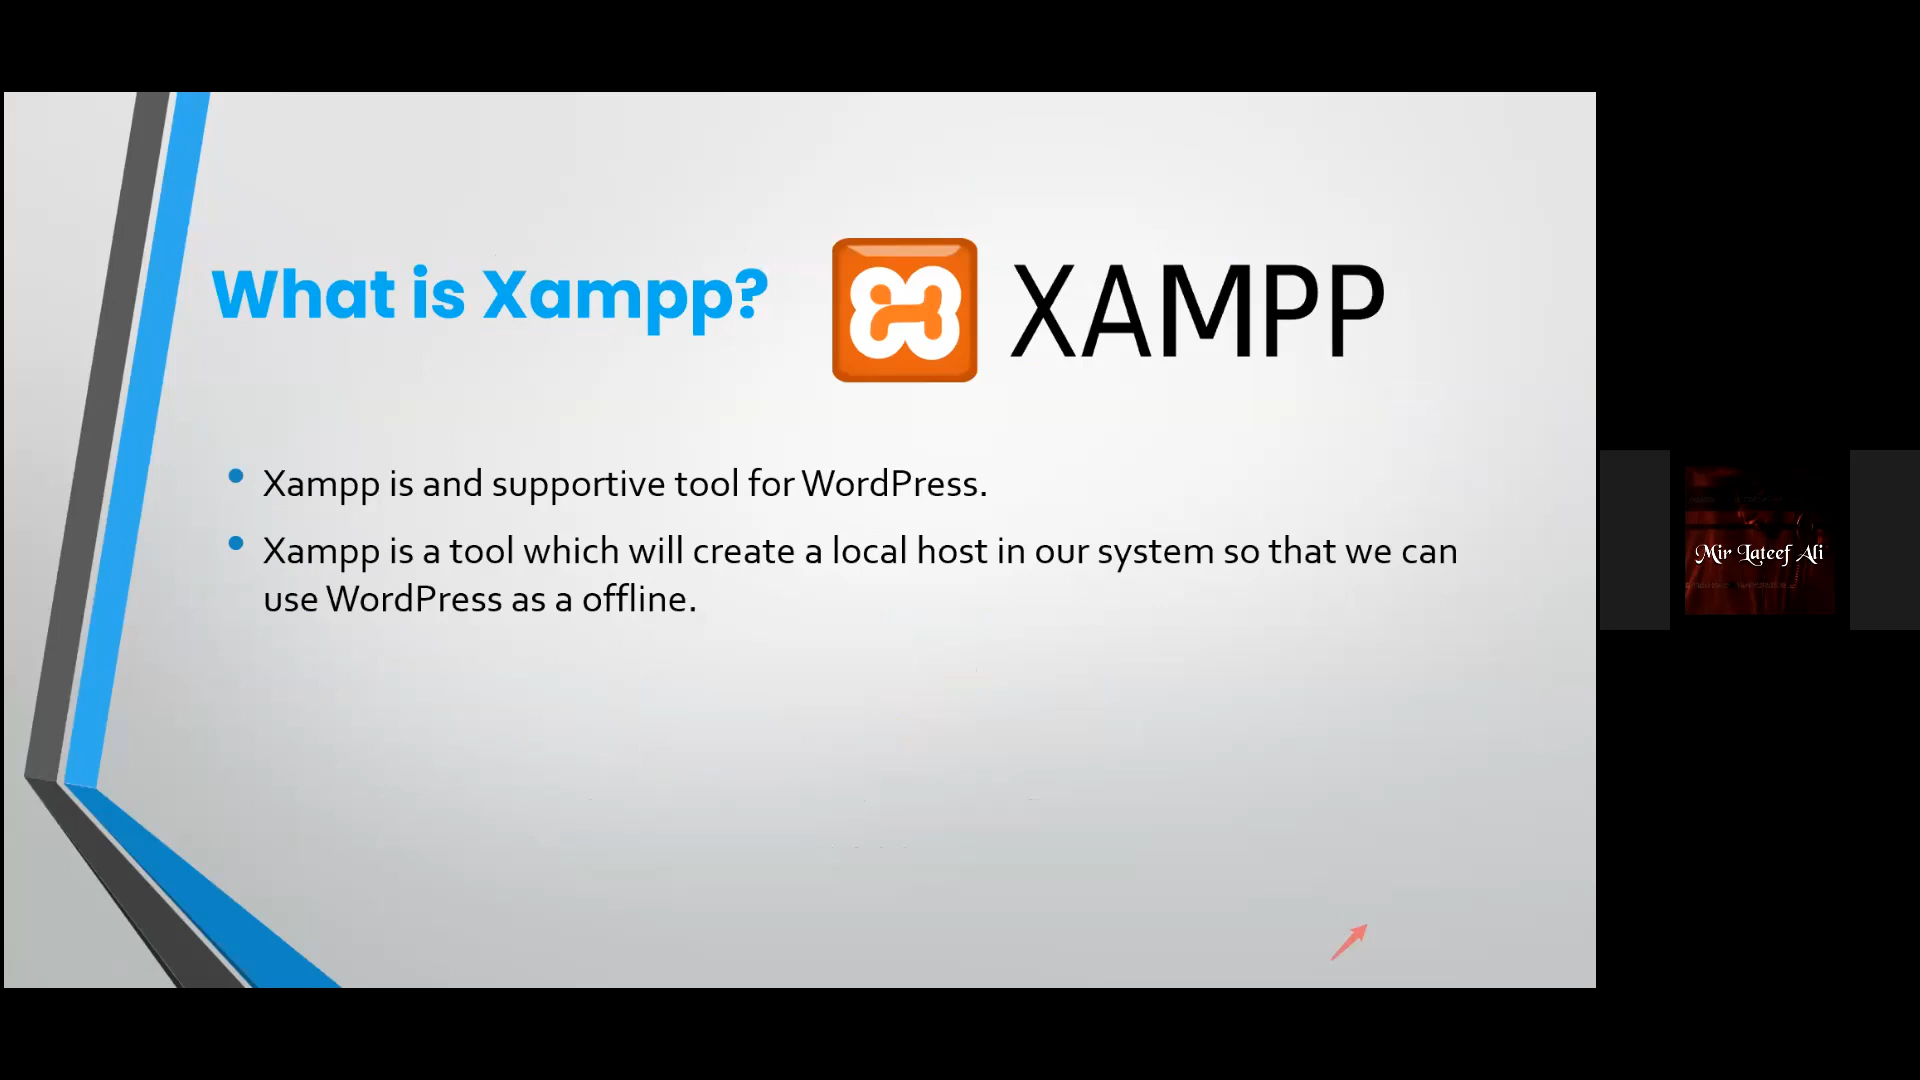 What is Xampp?
XAMPP
Xampp is and supportive tool for WordPress.
Xampp is a tool which will create a local host in our system so that we can
use WordPress as a offline.
Mir Lateef Ali